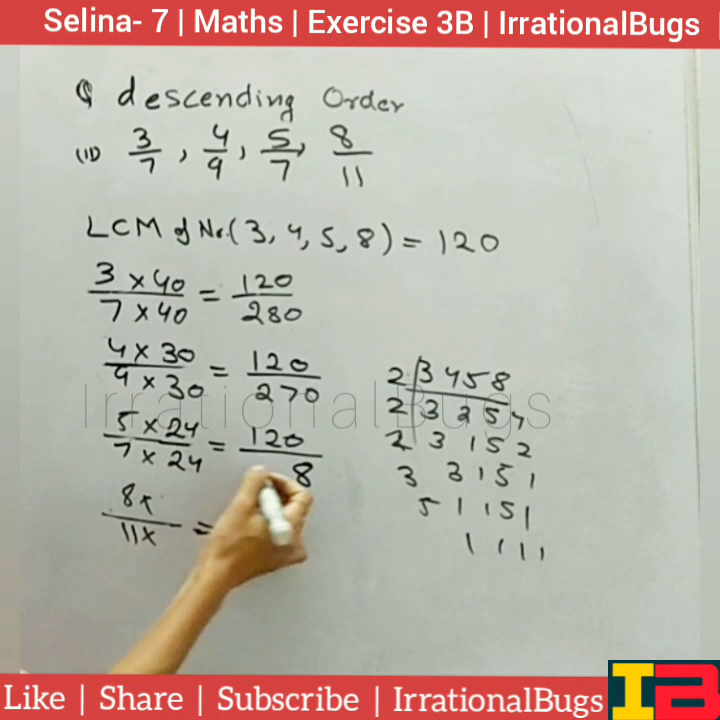 Selina- 7 | Maths | Exercise 3B | IrrationalBugs
Q descending Order
(ii) 3/7, 4/9, 5/7, 8/11
LCM of Nr. (3, 4, 5, 8) = 120
3 × 40 / 7 × 40 = 120 / 280
4 × 30 / 9 × 30 = 120 / 270
5 × 24 / 7 × 24 = 120 / 8
8× / 11× =
2 | 3 4 5 8
2 | 3 2 5 4
2 3 1 5 2
3 3 1 5 1
5 1 1 5 1
1 1 1 1
IrrationalBugs
Like | Share | Subscribe | IrrationalBugs
IB